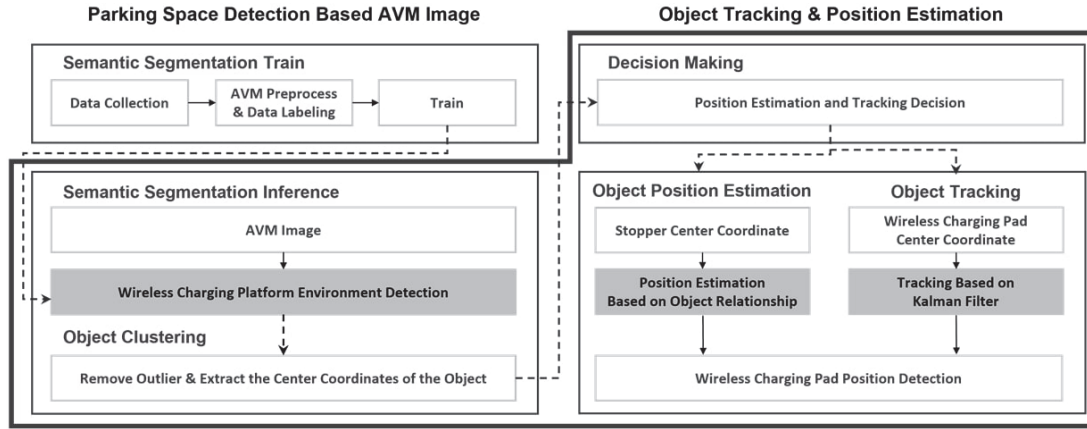 Parking Space Detection Based AVM Image
Semantic Segmentation Train
Data Collection
AVM Preprocess
& Data Labeling
Train
Semantic Segmentation Inference
AVM Image
Wireless Charging Platform Environment Detection
Object Clustering
Remove Outlier & Extract the Center Coordinates of the Object
Object Tracking & Position Estimation
Decision Making
Position Estimation and Tracking Decision
Object Position Estimation
Stopper Center Coordinate
Position Estimation
Based on Object Relationship
Object Tracking
Wireless Charging Pad
Center Coordinate
Tracking Based on
Kalman Filter
Wireless Charging Pad Position Detection